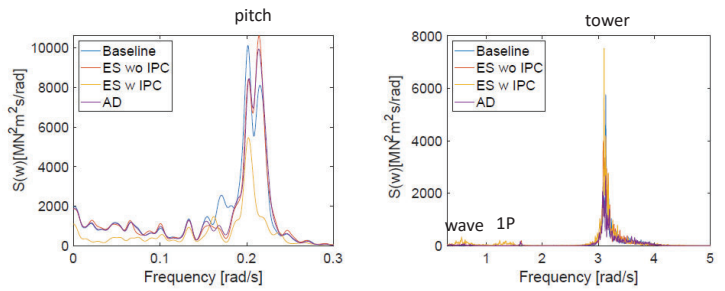 pitch
10000
8000
6000
4000
2000
0
S(w)[MN²m²s/rad]
Baseline
ES wo IPC
ES w IPC
AD
0
0.1
0.2
0.3
Frequency [rad/s]
tower
8000
6000
4000
2000
0
S(w)[MN²m²s/rad]
Baseline
ES wo IPC
ES w IPC
AD
wave
1P
1
2
3
4
5
Frequency [rad/s]